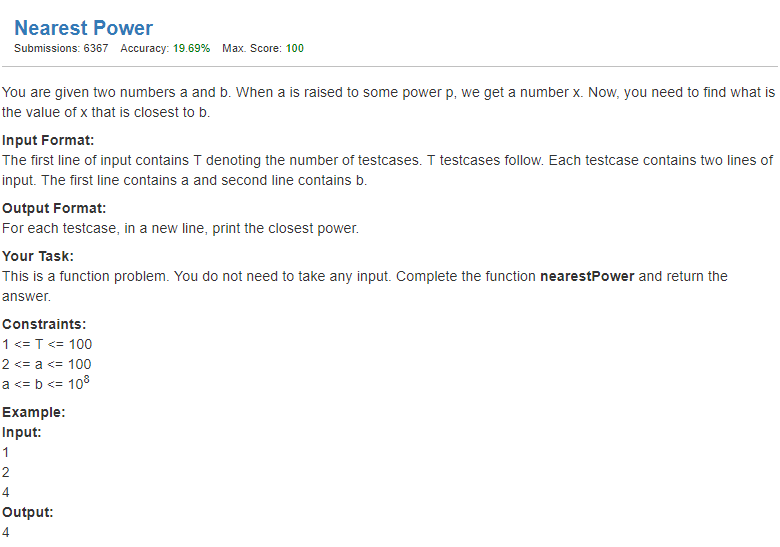 Nearest Power
Submissions: 6367 Accuracy: 19.69% Max. Score: 100
You are given two numbers a and b. When a is raised to some power p, we get a number x. Now, you need to find what is
the value of x that is closest to b.
Input Format:
The first line of input contains T denoting the number of testcases. T testcases follow. Each testcase contains two lines of
input. The first line contains a and second line contains b.
Output Format:
For each testcase, in a new line, print the closest power.
Your Task:
This is a function problem. You do not need to take any input. Complete the function nearestPower and return the
answer.
Constraints:
1 <= T <= 100
2 <= a <= 100
a <= b <= 10⁸
Example:
Input:
1
2
4
Output:
4